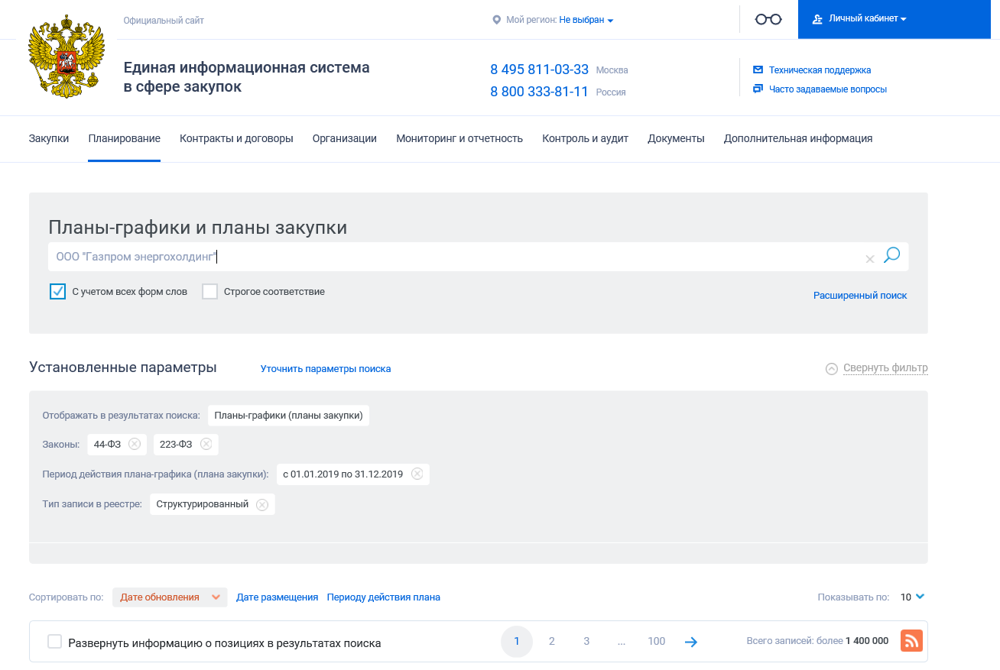 Официальный сайт
Мой регион: Не выбран
Личный кабинет
Единая информационная система
в сфере закупок
8 495 811-03-33 Москва
8 800 333-81-11 Россия
Техническая поддержка
Часто задаваемые вопросы
Закупки Планирование Контракты и договоры Организации Мониторинг и отчетность Контроль и аудит Документы Дополнительная информация
Планы-графики и планы закупки
ООО "Газпром энергохолдинг"
С учетом всех форм слов Строгое соответствие
Расширенный поиск
Установленные параметры Уточнить параметры поиска Свернуть фильтр
Отображать в результатах поиска: Планы-графики (планы закупки)
Законы: 44-ФЗ 223-ФЗ
Период действия плана-графика (плана закупки): с 01.01.2019 по 31.12.2019
Тип записи в реестре: Структурированный
Сортировать по: Дате обновления Дате размещения Периоду действия плана Показывать по: 10
Развернуть информацию о позициях в результатах поиска 1 2 3 ... 100 Всего записей: более 1 400 000